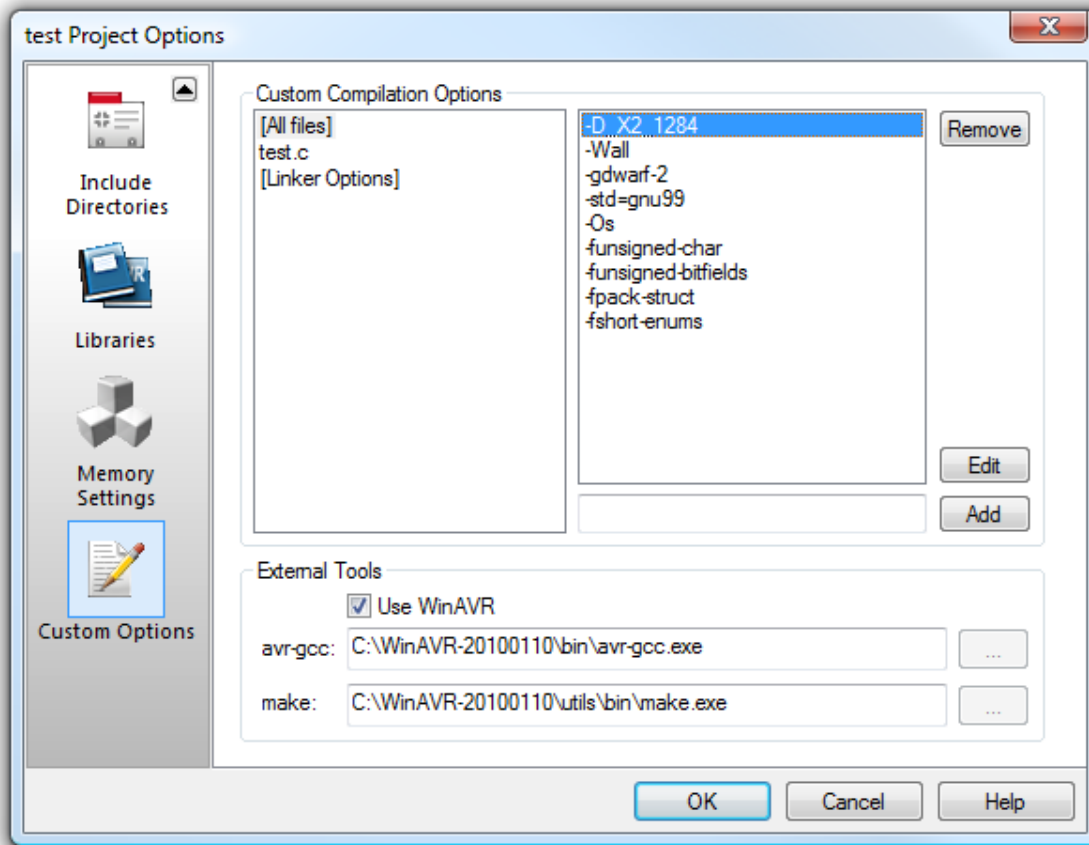 test Project Options
Include
Directories
Libraries
Memory
Settings
Custom Options
Custom Compilation Options
[All files]
test.c
[Linker Options]
-D_X2_1284
-Wall
-gdwarf-2
-std=gnu99
-Os
-funsigned-char
-funsigned-bitfields
-fpack-struct
-fshort-enums
Remove
Edit
Add
External Tools
Use WinAVR
avr-gcc: C:\WinAVR-20100110\bin\avr-gcc.exe ...
make: C:\WinAVR-20100110\utils\bin\make.exe ...
OK Cancel Help